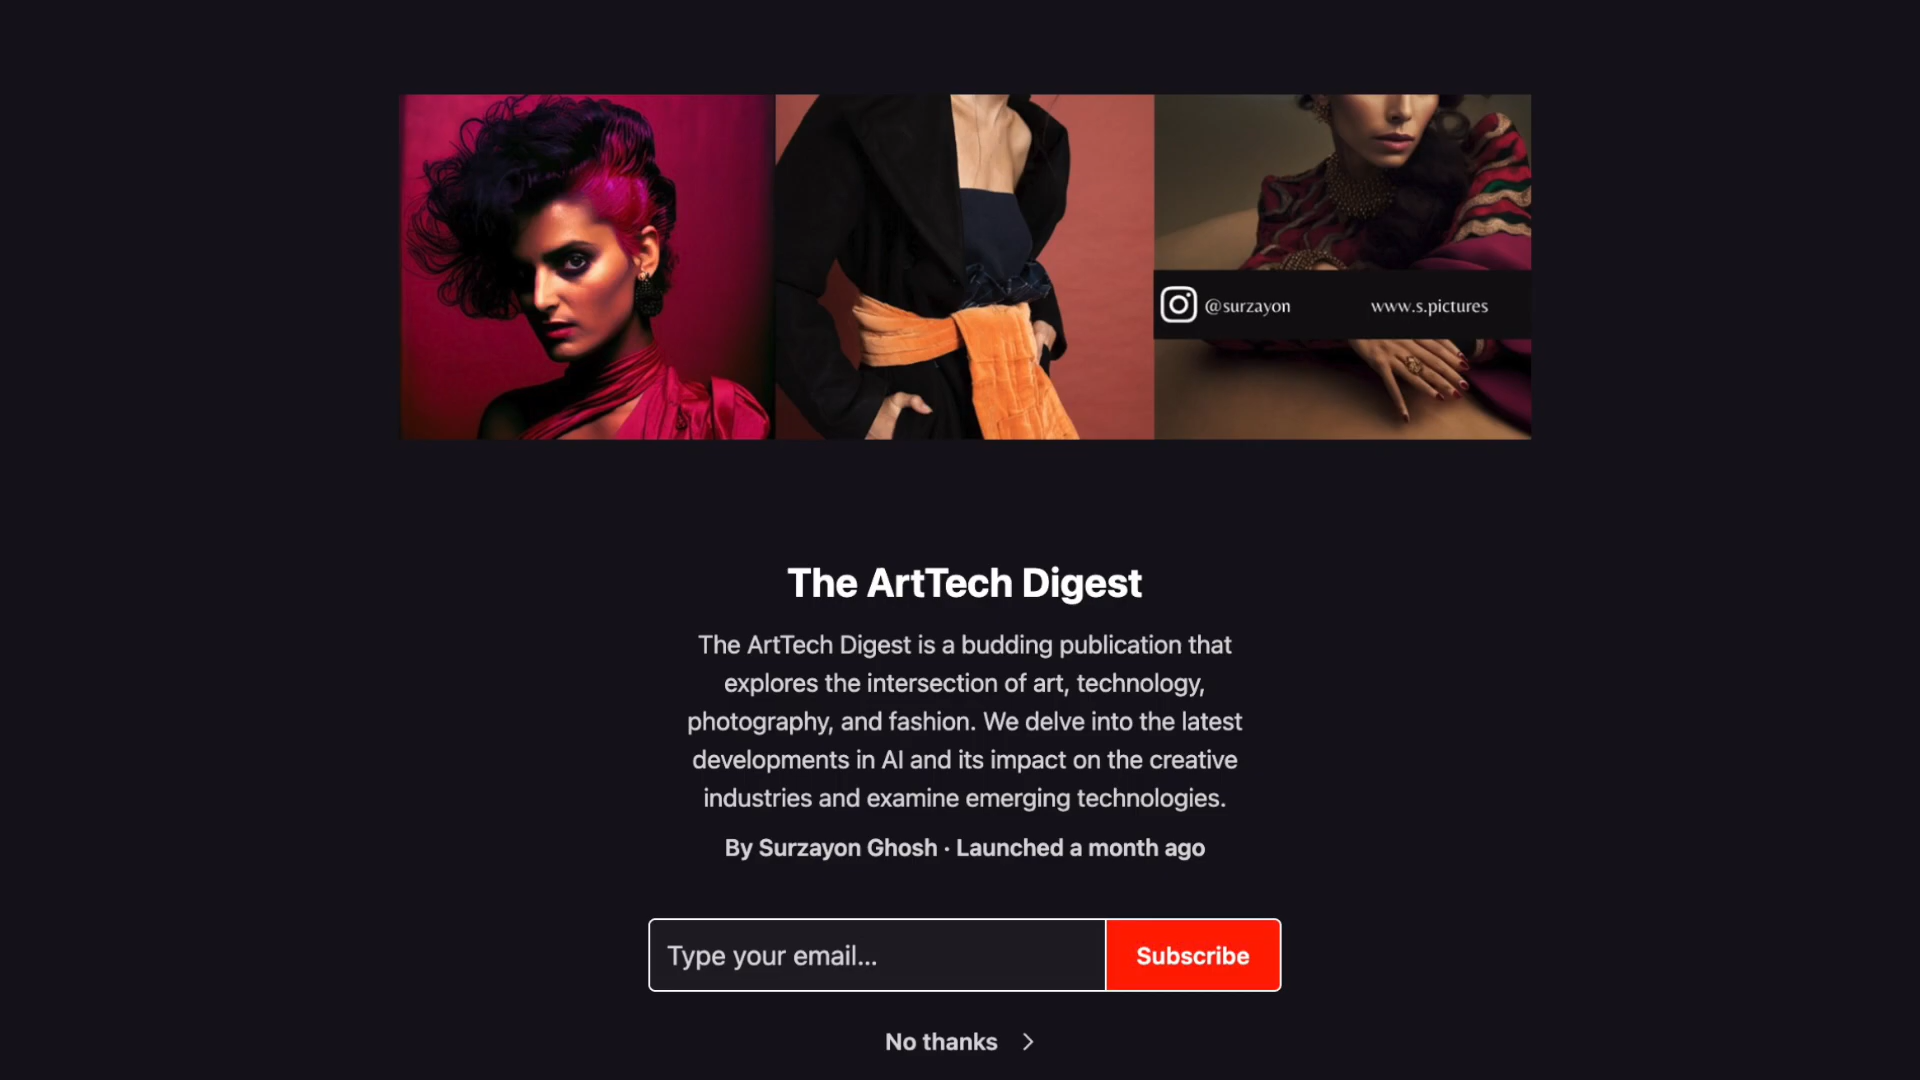 @surzayon www.s.pictures
The ArtTech Digest
The ArtTech Digest is a budding publication that
explores the intersection of art, technology,
photography, and fashion. We delve into the latest
developments in AI and its impact on the creative
industries and examine emerging technologies.
By Surzayon Ghosh · Launched a month ago
Type your email...
Subscribe
No thanks